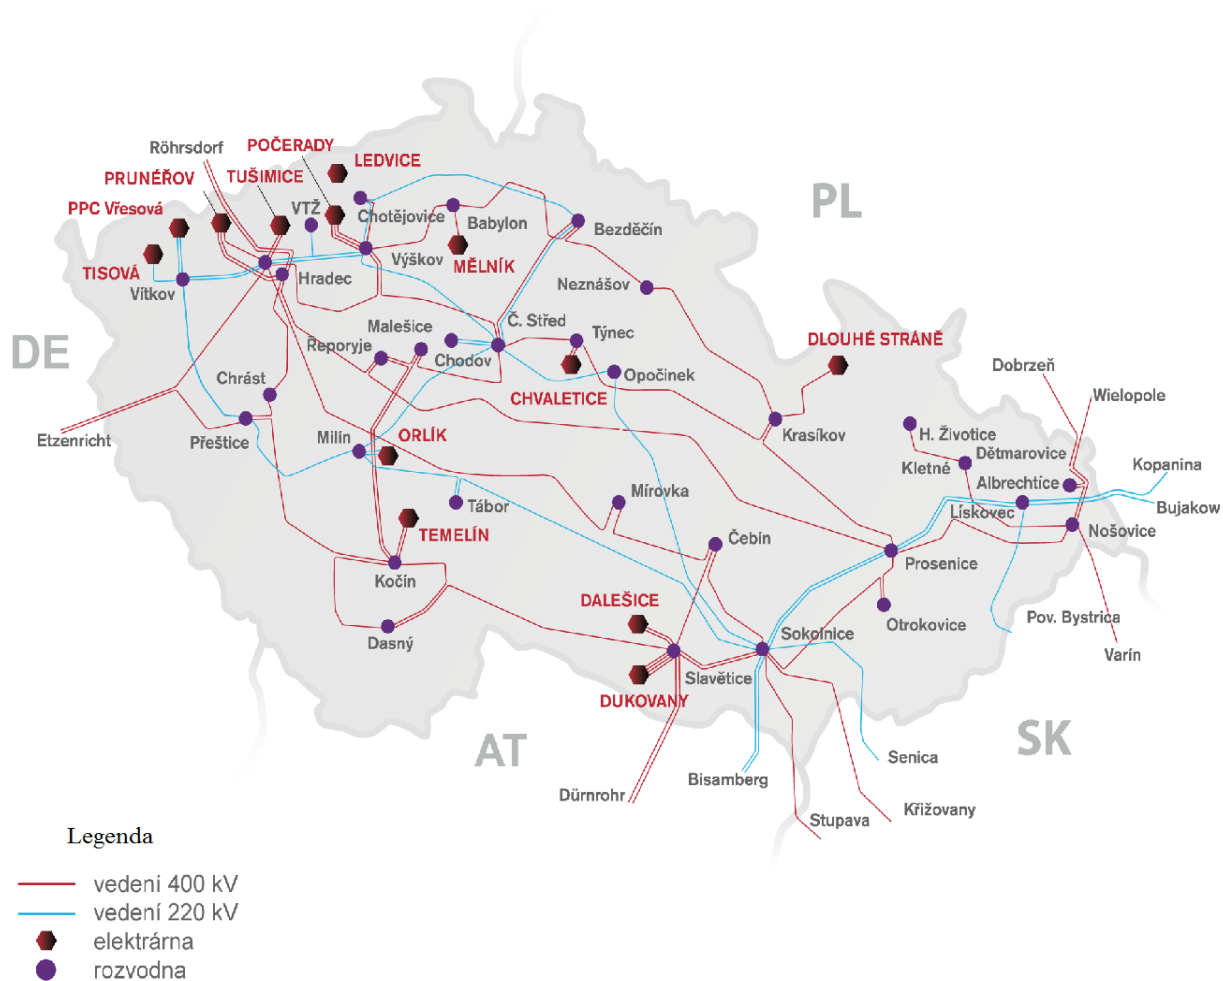 POČERADY
Röhrsdorf
LEDVICE
PRUNÉŘOV
TUŠIMICE
PPC Vřesová
VTŽ
Chotějovice
Babylon
Bezděčín
PL
TISOVÁ
Vítkov
Hradec
Výškov
MĚLNÍK
Neznášov
Malešice
Č. Střed
Týnec
DE
Řeporyje
Chodov
DLOUHÉ STRÁNĚ
Chrást
Opočinek
Dobrzeň
CHVALETICE
Wielopole
Etzenricht
Přeštice
Milín
ORLÍK
Krasíkov
H. Životice
Dětmarovice
Kletné
Kopanina
Albrechtice
Mírovka
Tábor
Lískovec
Bujakow
TEMELÍN
Čebín
Nošovice
Prosenice
Kočín
DALEŠICE
Otrokovice
Pov. Bystrica
Dasný
Sokolnice
Varín
Slavětice
DUKOVANY
SK
AT
Senica
Bisamberg
Dürnrohr
Křižovany
Stupava
Legenda
vedení 400 kV
vedení 220 kV
elektrárna
rozvodna